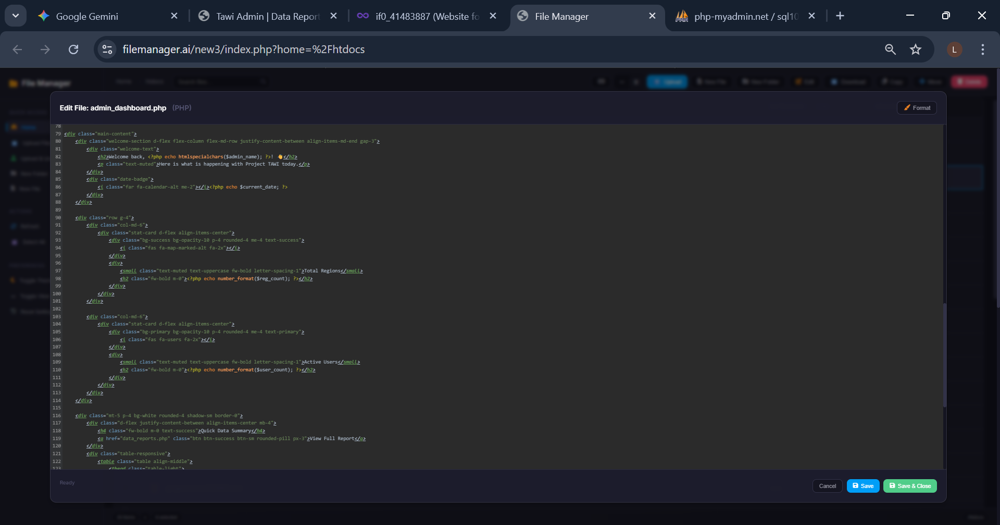 Google Gemini
Tawi Admin | Data Report
if0_41483887 (Website fo
File Manager
php-myadmin.net / sql10
filemanager.ai/new3/index.php?home=%2Fhtdocs
L
File Manager
Edit File: admin_dashboard.php (PHP)
Format
78
79 <div class="main-content">
80 <div class="welcome-section d-flex flex-column flex-md-row justify-content-between align-items-md-end gap-3">
81 <div class="welcome-text">
82 <h2>Welcome back, <?php echo htmlspecialchars($admin_name); ?>! 👋</h2>
83 <p class="text-muted">Here is what is happening with Project TAWI today.</p>
84 </div>
85 <div class="date-badge">
86 <i class="far fa-calendar-alt me-2"></i><?php echo $current_date; ?>
87 </div>
88 </div>
89
90 <div class="row g-4">
91 <div class="col-md-6">
92 <div class="stat-card d-flex align-items-center">
93 <div class="bg-success bg-opacity-10 p-4 rounded-4 me-4 text-success">
94 <i class="fas fa-map-marked-alt fa-2x"></i>
95 </div>
96 <div>
97 <small class="text-muted text-uppercase fw-bold letter-spacing-1">Total Regions</small>
98 <h2 class="fw-bold m-0"><?php echo number_format($reg_count); ?></h2>
99 </div>
100 </div>
101 </div>
102
103 <div class="col-md-6">
104 <div class="stat-card d-flex align-items-center">
105 <div class="bg-primary bg-opacity-10 p-4 rounded-4 me-4 text-primary">
106 <i class="fas fa-users fa-2x"></i>
107 </div>
108 <div>
109 <small class="text-muted text-uppercase fw-bold letter-spacing-1">Active Users</small>
110 <h2 class="fw-bold m-0"><?php echo number_format($user_count); ?></h2>
111 </div>
112 </div>
113 </div>
114 </div>
115
116 <div class="mt-5 p-4 bg-white rounded-4 shadow-sm border-0">
117 <div class="d-flex justify-content-between align-items-center mb-4">
118 <h4 class="fw-bold m-0 text-success">Quick Data Summary</h4>
119 <a href="data_reports.php" class="btn btn-success btn-sm rounded-pill px-3">View Full Report</a>
120 </div>
121 <div class="table-responsive">
122 <table class="table align-middle">
123 <thead class="table-light">
Ready
Cancel
Save
Save & Close